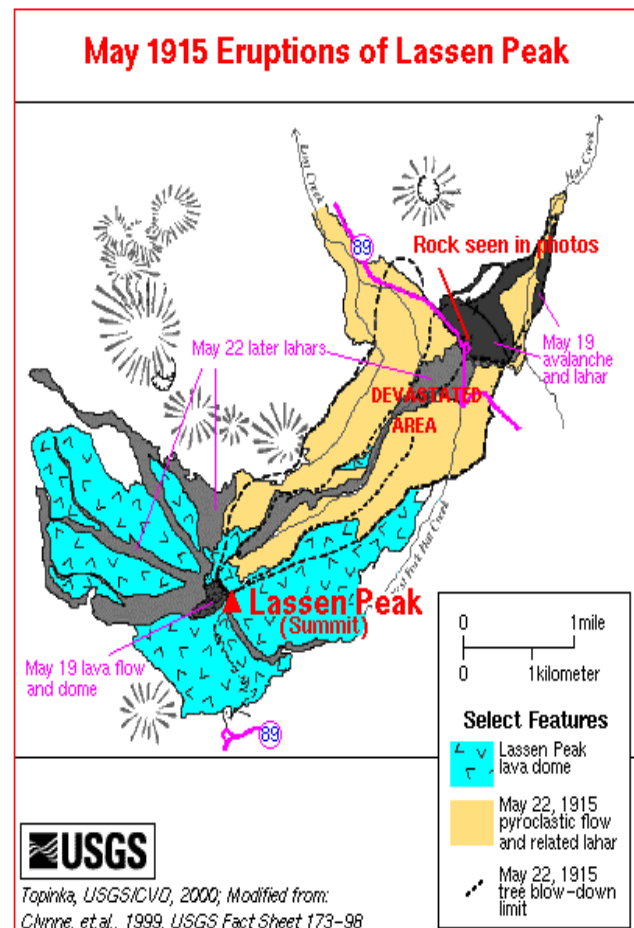 May 1915 Eruptions of Lassen Peak
Lost Creek
Hat Creek
89
Rock seen in photos
May 19
avalanche
and lahar
May 22 later lahars
DEVASTATED
AREA
Fork Hat Creek
Lassen Peak
(Summit)
May 19 lava flow
and dome
89
0 1mile
0 1kilometer
Select Features
Lassen Peak
lava dome
May 22, 1915
pyroclastic flow
and related lahar
May 22, 1915
tree blow-down
limit
USGS
Topinka, USGS/CVO, 2000; Modified from:
Clynne, et.al., 1999, USGS Fact Sheet 173-98